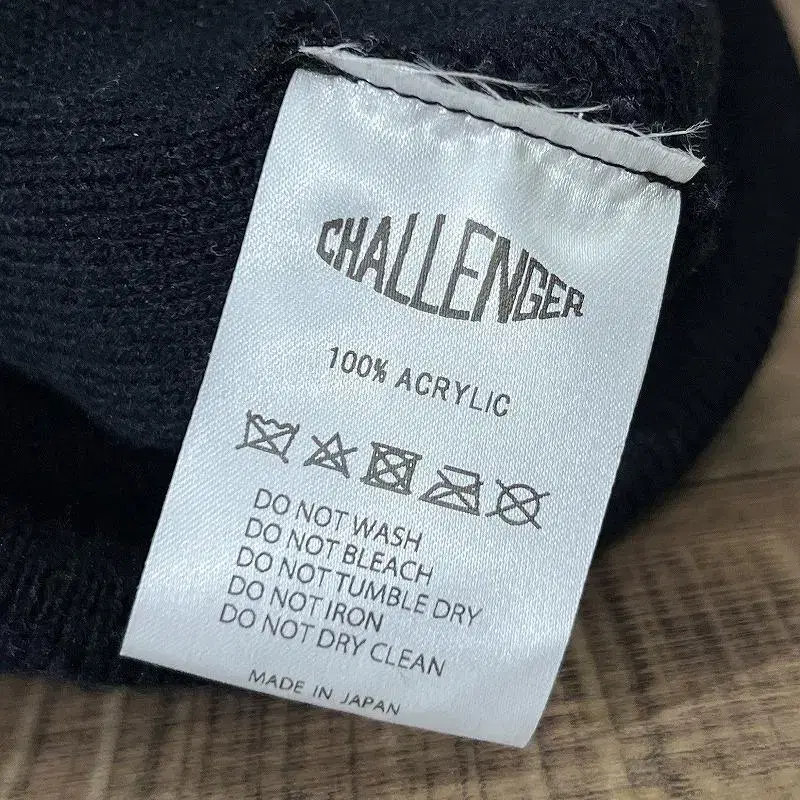 CHALLENGER
100% ACRYLIC
DO NOT WASH
DO NOT BLEACH
DO NOT TUMBLE DRY
DO NOT IRON
DO NOT DRY CLEAN
MADE IN JAPAN